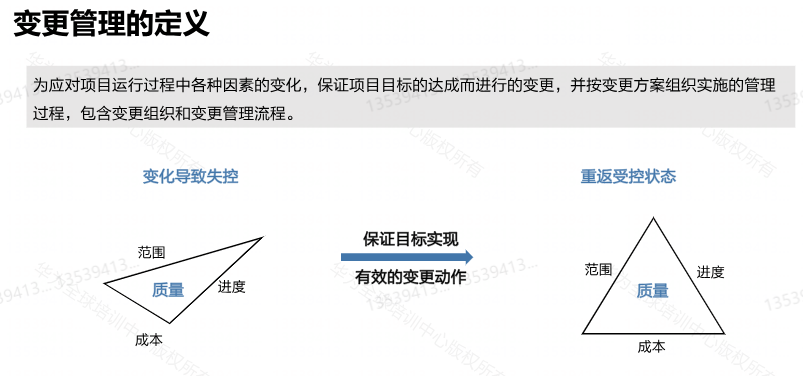 变更管理的定义
为应对项目运行过程中各种因素的变化，保证项目目标的达成而进行的变更，并按变更方案组织实施的管理
过程，包含变更组织和变更管理流程。
变化导致失控
重返受控状态
保证目标实现
有效的变更动作
范围
质量
进度
成本
范围
质量
进度
成本